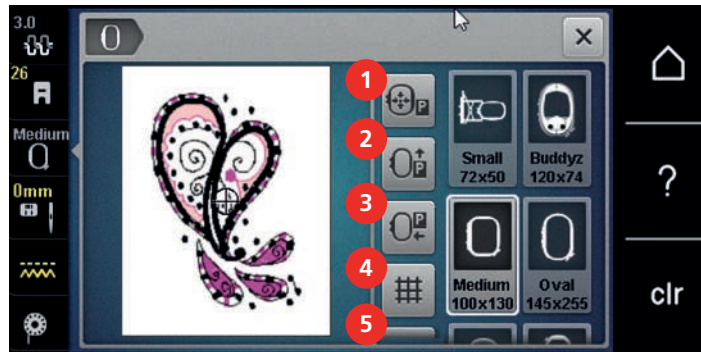 3.0
26
Medium
0mm
1
P
2
P
3
P
4
5
Small
72x50
Buddyz
120x74
Medium
100x130
Oval
145x255
?
clr